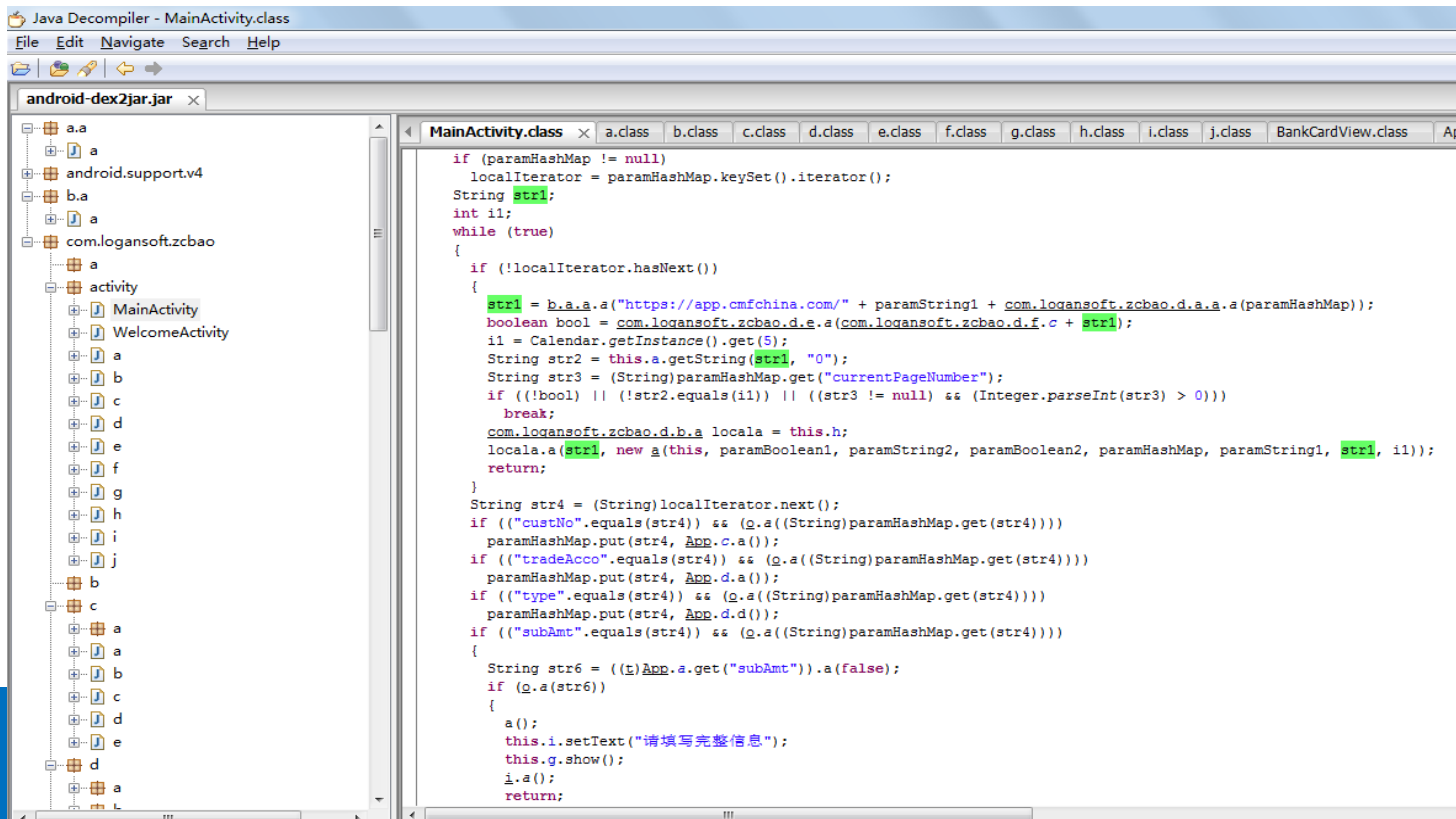 Java Decompiler - MainActivity.class
File Edit Navigate Search Help
android-dex2jar.jar
a.a
a
android.support.v4
b.a
a
com.logansoft.zcbao
a
activity
MainActivity
WelcomeActivity
a
b
c
d
e
f
g
h
i
j
b
c
a
a
b
c
d
e
d
a
MainActivity.class a.class b.class c.class d.class e.class f.class g.class h.class i.class j.class BankCardView.class Ap
if (paramHashMap != null)
localIterator = paramHashMap.keySet().iterator();
String str1;
int i1;
while (true)
{
if (!localIterator.hasNext())
{
str1 = b.a.a.a("https://app.cmfchina.com/" + paramString1 + com.logansoft.zcbao.d.a.a.a(paramHashMap));
boolean bool = com.logansoft.zcbao.d.e.a(com.logansoft.zcbao.d.f.c + str1);
i1 = Calendar.getInstance().get(5);
String str2 = this.a.getString(str1, "0");
String str3 = (String)paramHashMap.get("currentPageNumber");
if ((!bool) || (!str2.equals(i1)) || ((str3 != null) && (Integer.parseInt(str3) > 0)))
break;
com.logansoft.zcbao.d.b.a locala = this.h;
locala.a(str1, new a(this, paramBoolean1, paramString2, paramBoolean2, paramHashMap, paramString1, str1, i1));
return;
}
String str4 = (String)localIterator.next();
if (("custNo".equals(str4)) && (o.a((String)paramHashMap.get(str4))))
paramHashMap.put(str4, App.c.a());
if (("tradeAcco".equals(str4)) && (o.a((String)paramHashMap.get(str4))))
paramHashMap.put(str4, App.d.a());
if (("type".equals(str4)) && (o.a((String)paramHashMap.get(str4))))
paramHashMap.put(str4, App.d.d());
if (("subAmt".equals(str4)) && (o.a((String)paramHashMap.get(str4))))
{
String str6 = ((t)App.a.get("subAmt")).a(false);
if (o.a(str6))
{
a();
this.i.setText("请填写完整信息");
this.g.show();
i.a();
return;